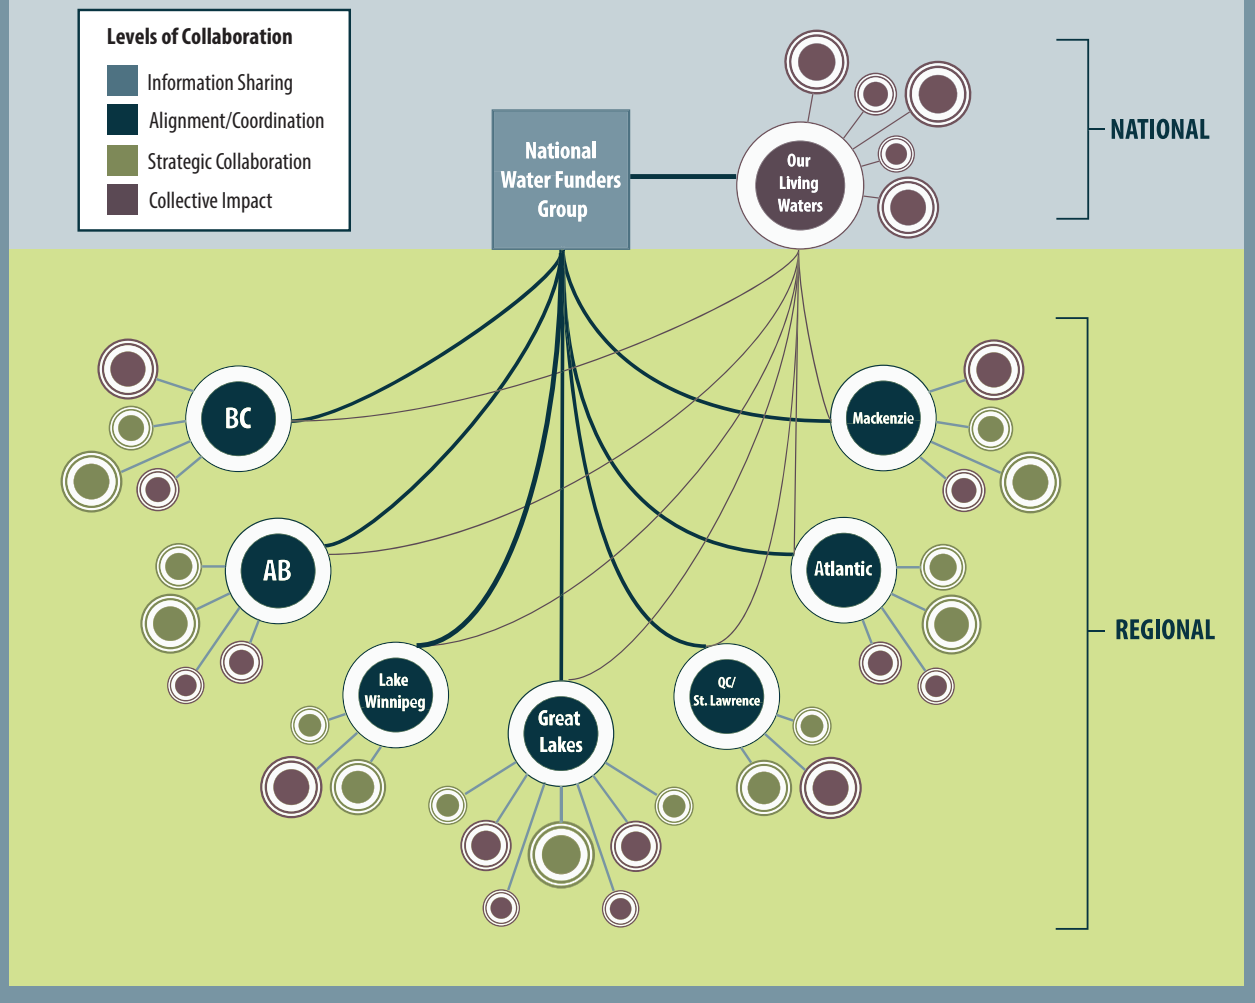 Levels of Collaboration
Information Sharing
Alignment/Coordination
Strategic Collaboration
Collective Impact
National
Water Funders
Group
Our
Living
Waters
NATIONAL
BC
Mackenzie
AB
Atlantic
REGIONAL
Lake
Winnipeg
Great
Lakes
QC/
St. Lawrence